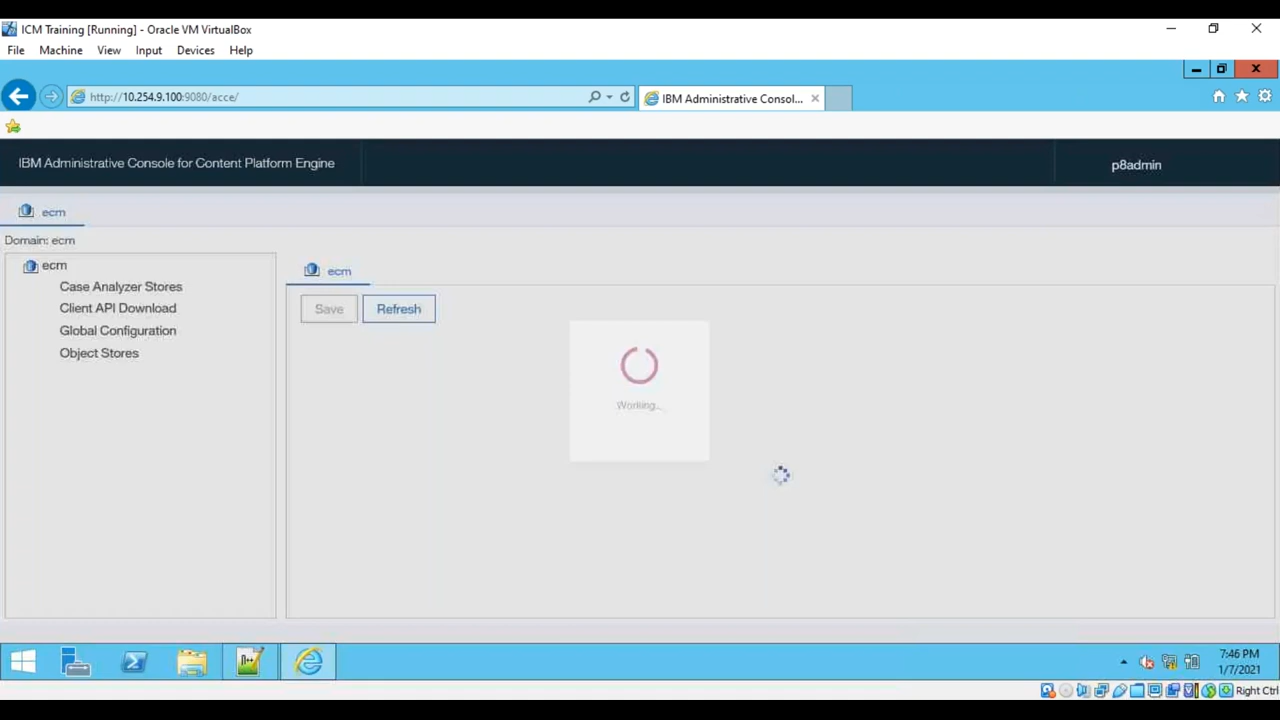 ICM Training [Running] - Oracle VM VirtualBox
File Machine View Input Devices Help
http://10.254.9.100:9080/acce/
IBM Administrative Consol...
IBM Administrative Console for Content Platform Engine
p8admin
ecm
Domain: ecm
ecm
Case Analyzer Stores
Client API Download
Global Configuration
Object Stores
ecm
Save Refresh
Working...
7:46 PM
1/7/2021
Right Ctrl